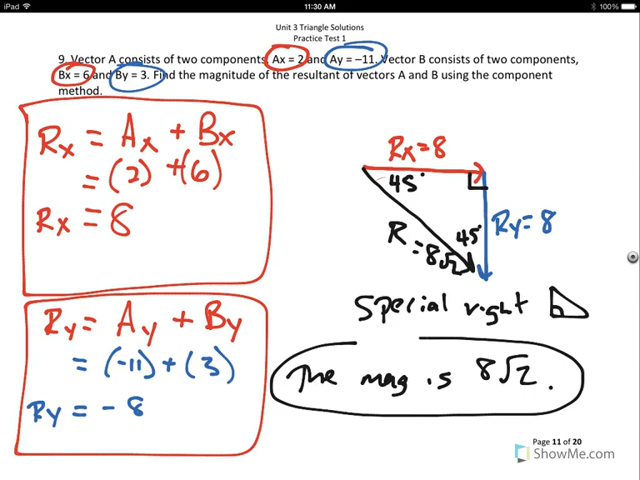 iPad
11:30 AM
100%
Unit 3 Triangle Solutions
Practice Test 1
9. Vector A consists of two components, Ax = 2 and Ay = −11. Vector B consists of two components,
Bx = 6 and By = 3. Find the magnitude of the resultant of vectors A and B using the component
method.
Rx = Ax + Bx
= (2) + (6)
Rx = 8
Rx = 8
45°
45°
R = 8√2
Ry = 8
Special right
Ry = Ay + By
= (-11) + (3)
Ry = - 8
The mag is 8√2.
Page 11 of 20
ShowMe.com